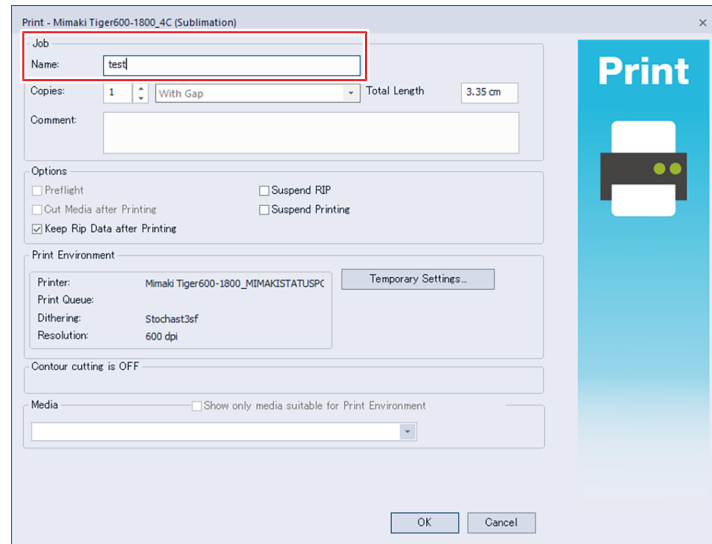 Print - Mimaki Tiger600-1800_4C (Sublimation)
Job
Name: test
Copies: 1 With Gap Total Length 3.35 cm
Comment:
Print
Options
Preflight Suspend RIP
Cut Media after Printing Suspend Printing
Keep Rip Data after Printing
Print Environment
Printer: Mimaki Tiger600-1800_MIMAKISTATUSPC Temporary Settings...
Print Queue:
Dithering: Stochast3sf
Resolution: 600 dpi
Contour cutting is OFF
Media Show only media suitable for Print Environment
OK Cancel